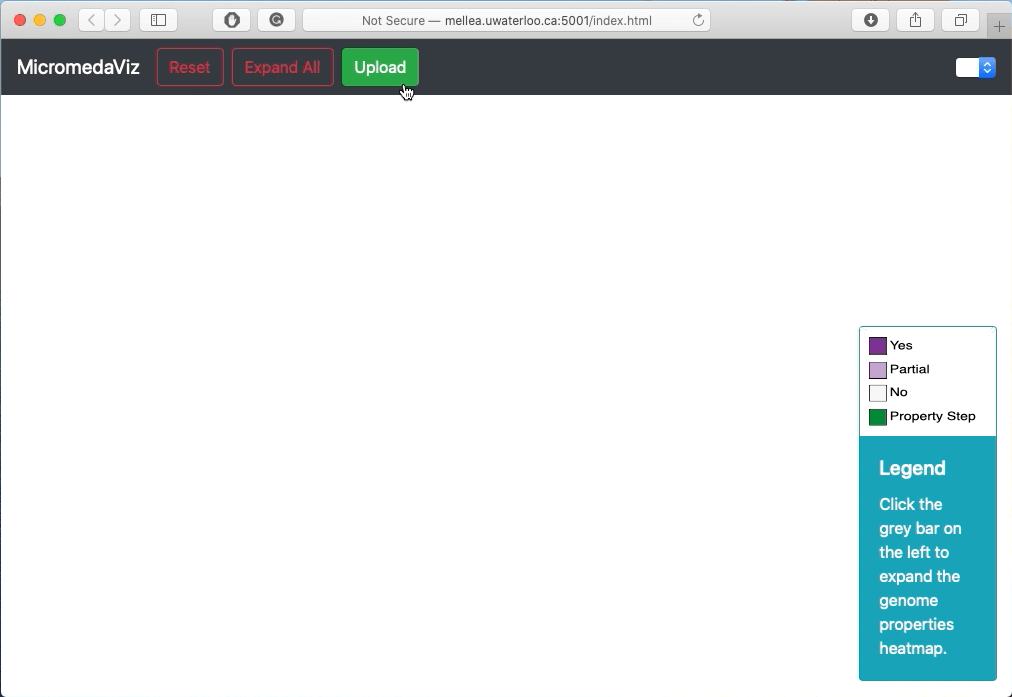 Not Secure — mellea.uwaterloo.ca:5001/index.html
MicromedaViz Reset Expand All Upload
Yes
Partial
No
Property Step
Legend
Click the
grey bar on
the left to
expand the
genome
properties
heatmap.